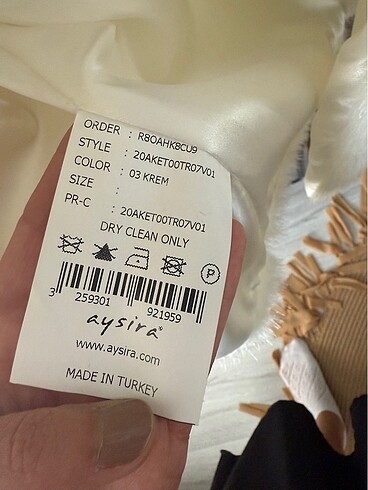 ORDER : R8OAHK8CU9
STYLE : 20AKET00TR07V01
COLOR : 03 KREM
SIZE :
PR-C : 20AKET00TR07V01
DRY CLEAN ONLY
P
3 259301 921959
aysira®
www.aysira.com
MADE IN TURKEY